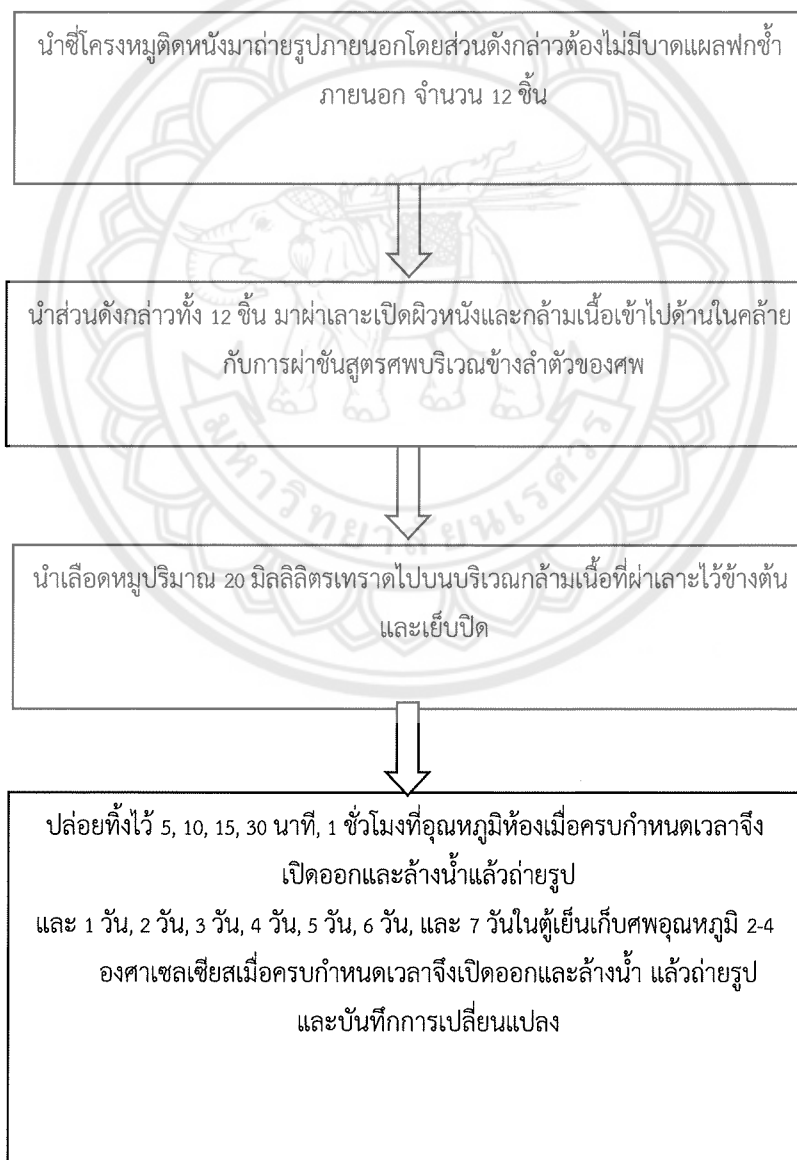 นำซี่โครงหมูติดหนังมาถ่ายรูปภายนอกโดยส่วนดังกล่าวต้องไม่มีบาดแผลฟกช้ำ
ภายนอก จำนวน 12 ชิ้น
นำส่วนดังกล่าวทั้ง 12 ชิ้น มาผ่าเลาะเปิดผิวหนังและกล้ามเนื้อเข้าไปด้านในคล้าย
กับการผ่าชันสูตรศพบริเวณข้างลำตัวของศพ
มหาวิทยาลัยนเรศวร
นำเลือดหมูปริมาณ 20 มิลลิลิตรเทราดไปบนบริเวณกล้ามเนื้อที่ผ่าเลาะไว้ข้างต้น
และเย็บปิด
ปล่อยทิ้งไว้ 5, 10, 15, 30 นาที, 1 ชั่วโมงที่อุณหภูมิห้องเมื่อครบกำหนดเวลาจึง
เปิดออกและล้างน้ำแล้วถ่ายรูป
และ 1 วัน, 2 วัน, 3 วัน, 4 วัน, 5 วัน, 6 วัน, และ 7 วันในตู้เย็นเก็บศพอุณหภูมิ 2-4
องศาเซลเซียสเมื่อครบกำหนดเวลาจึงเปิดออกและล้างน้ำ แล้วถ่ายรูป
และบันทึกการเปลี่ยนแปลง